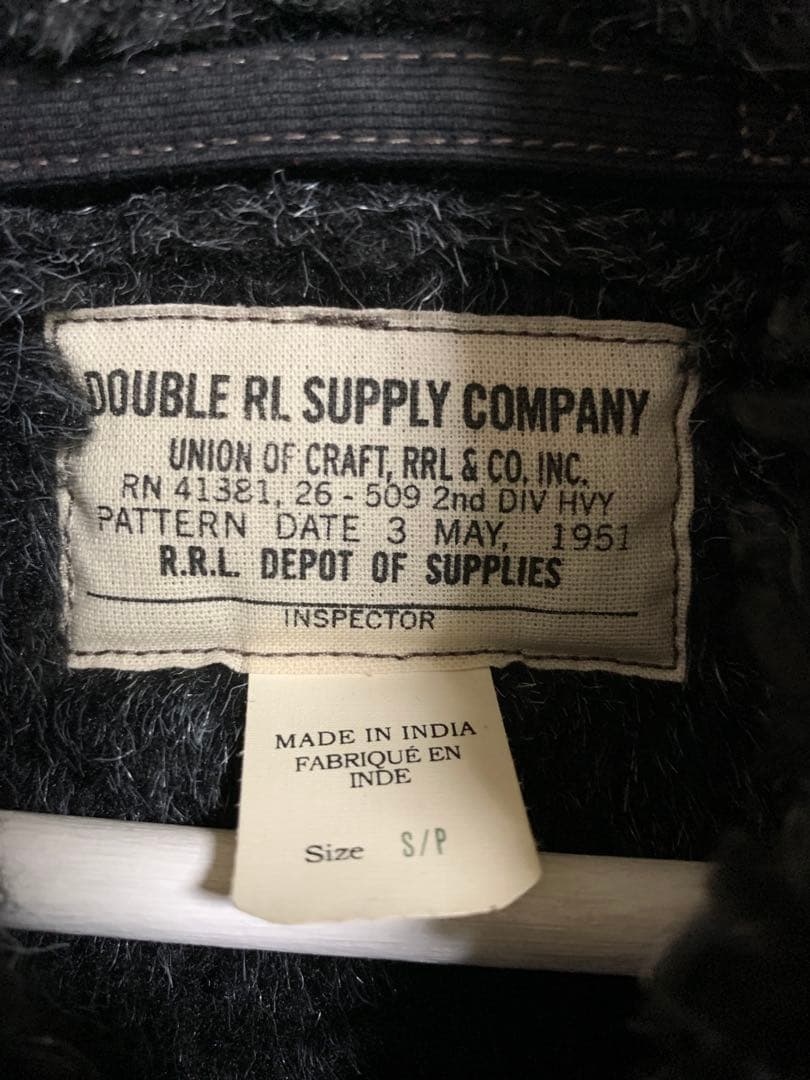 DOUBLE RL SUPPLY COMPANY
UNION OF CRAFT, RRL & CO. INC.
RN 41381, 26 - 509 2nd DIV HVY
PATTERN DATE 3 MAY, 1951
R.R.L. DEPOT OF SUPPLIES
INSPECTOR
MADE IN INDIA
FABRIQUÉ EN
INDE
Size S/P